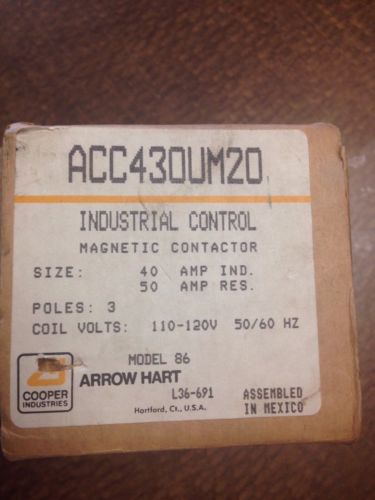 ACC430UM20
INDUSTRIAL CONTROL
MAGNETIC CONTACTOR
SIZE: 40 AMP IND.
50 AMP RES.
POLES: 3
COIL VOLTS: 110-120V 50/60 HZ
MODEL 86
COOPER
INDUSTRIES
ARROW HART
L36-691
Hartford, Ct., U.S.A.
ASSEMBLED
IN MEXICO